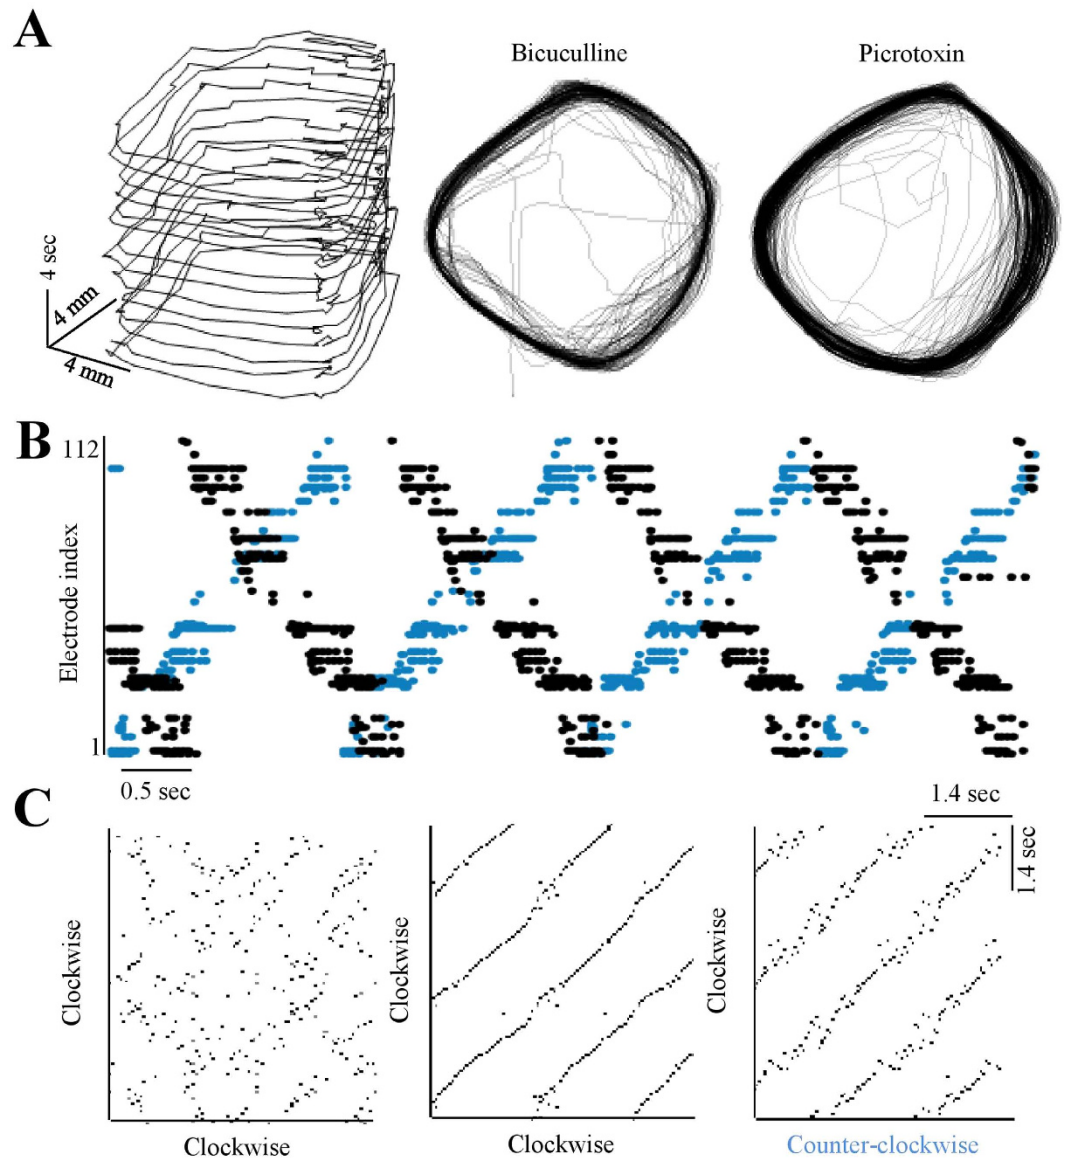 A
Bicuculline
Picrotoxin
4 sec
4 mm
4 mm
B
112
Electrode index
1
0.5 sec
C
1.4 sec
1.4 sec
Clockwise
Clockwise
Clockwise
Clockwise
Clockwise
Counter-clockwise